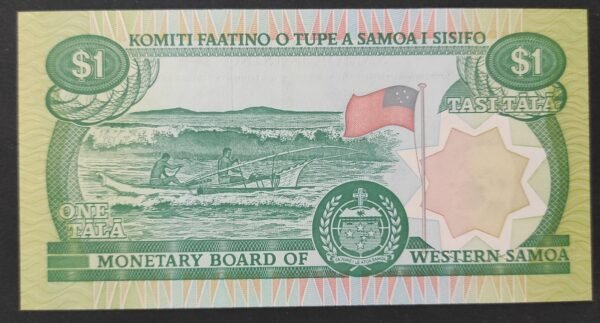 KOMITI FAATINO O TUPE A SAMOA I SISIFO
$1
$1
TASI TALĀ
ONE
TALĀ
MONETARY BOARD OF
WESTERN SAMOA